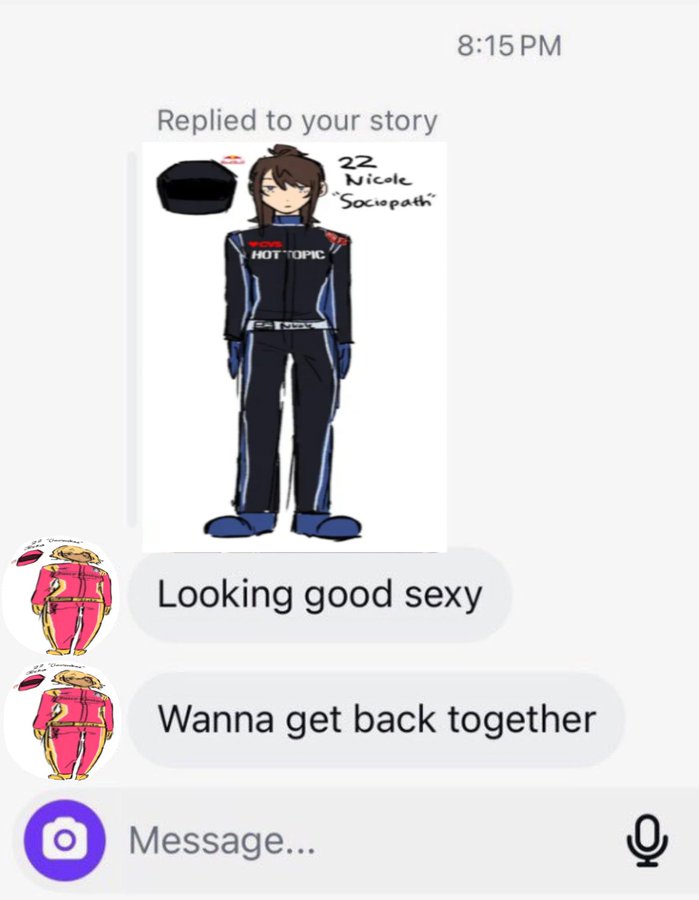 8:15 PM
Replied to your story
22
Nicole
"Sociopath"
CVS
HOT TOPIC
Looking good sexy
Wanna get back together
Message...